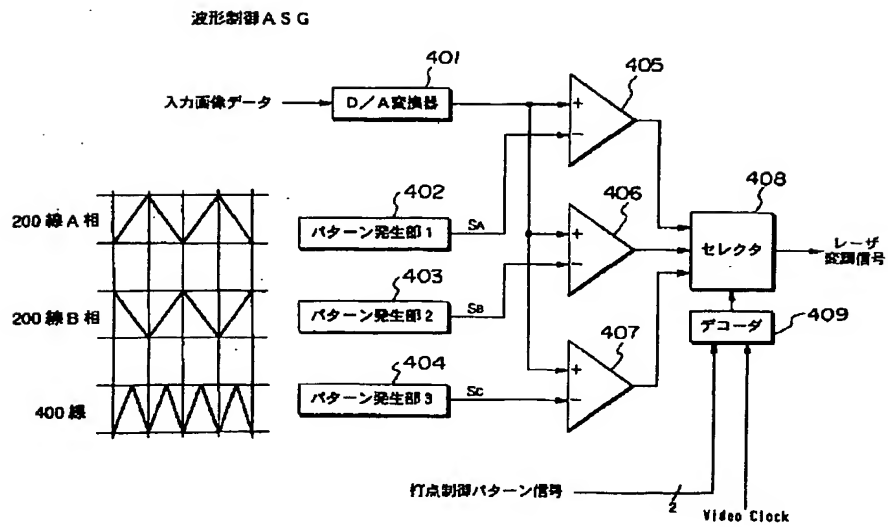 波形制御ASG
401
入力画像データ
D/A変換器
405
402
200線A相
パターン発生部1
SA
406
408
セレクタ
レーザ
変調信号
403
200線B相
パターン発生部2
SB
デコーダ
409
404
407
400線
パターン発生部3
SC
打点制御パターン信号
2
Video Clock